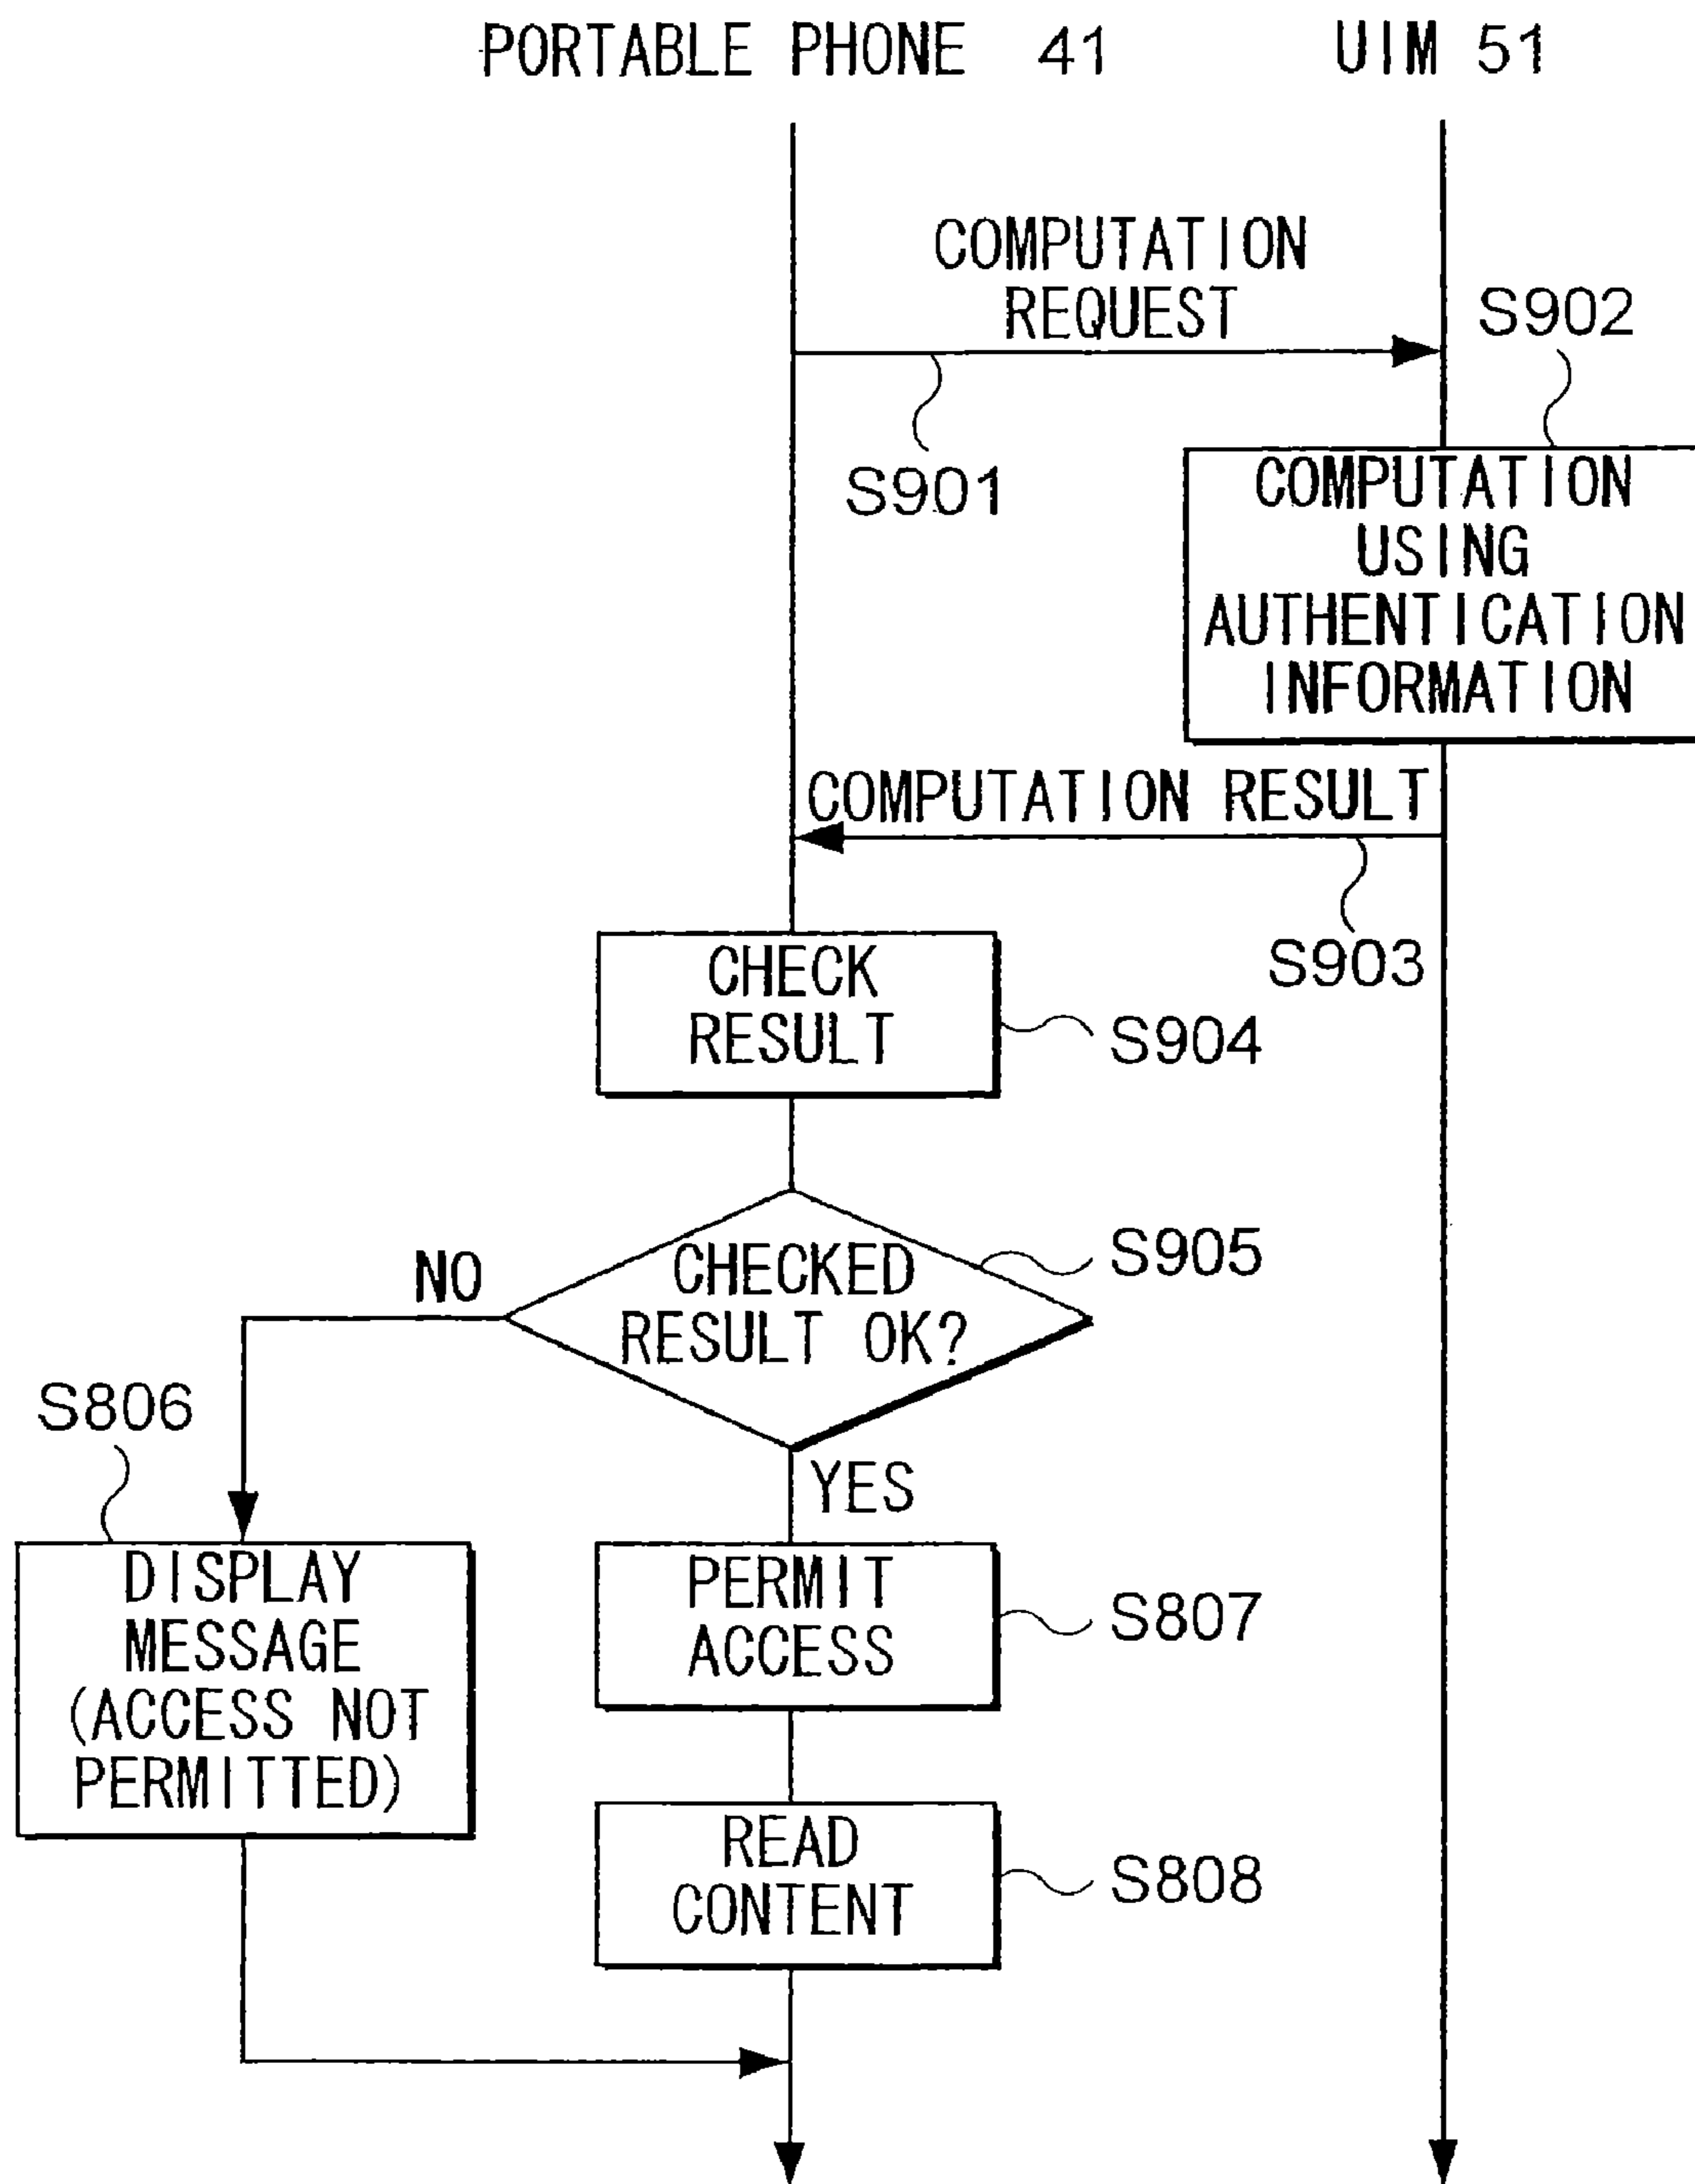 PORTABLE PHONE 41
UIM 51
COMPUTATION
REQUEST
S901
S902
COMPUTATION
USING
AUTHENTICATION
INFORMATION
COMPUTATION RESULT
S903
CHECK
RESULT
S904
CHECKED
RESULT OK?
S905
NO
YES
S806
DISPLAY
MESSAGE
(ACCESS NOT
PERMITTED)
PERMIT
ACCESS
S807
READ
CONTENT
S808